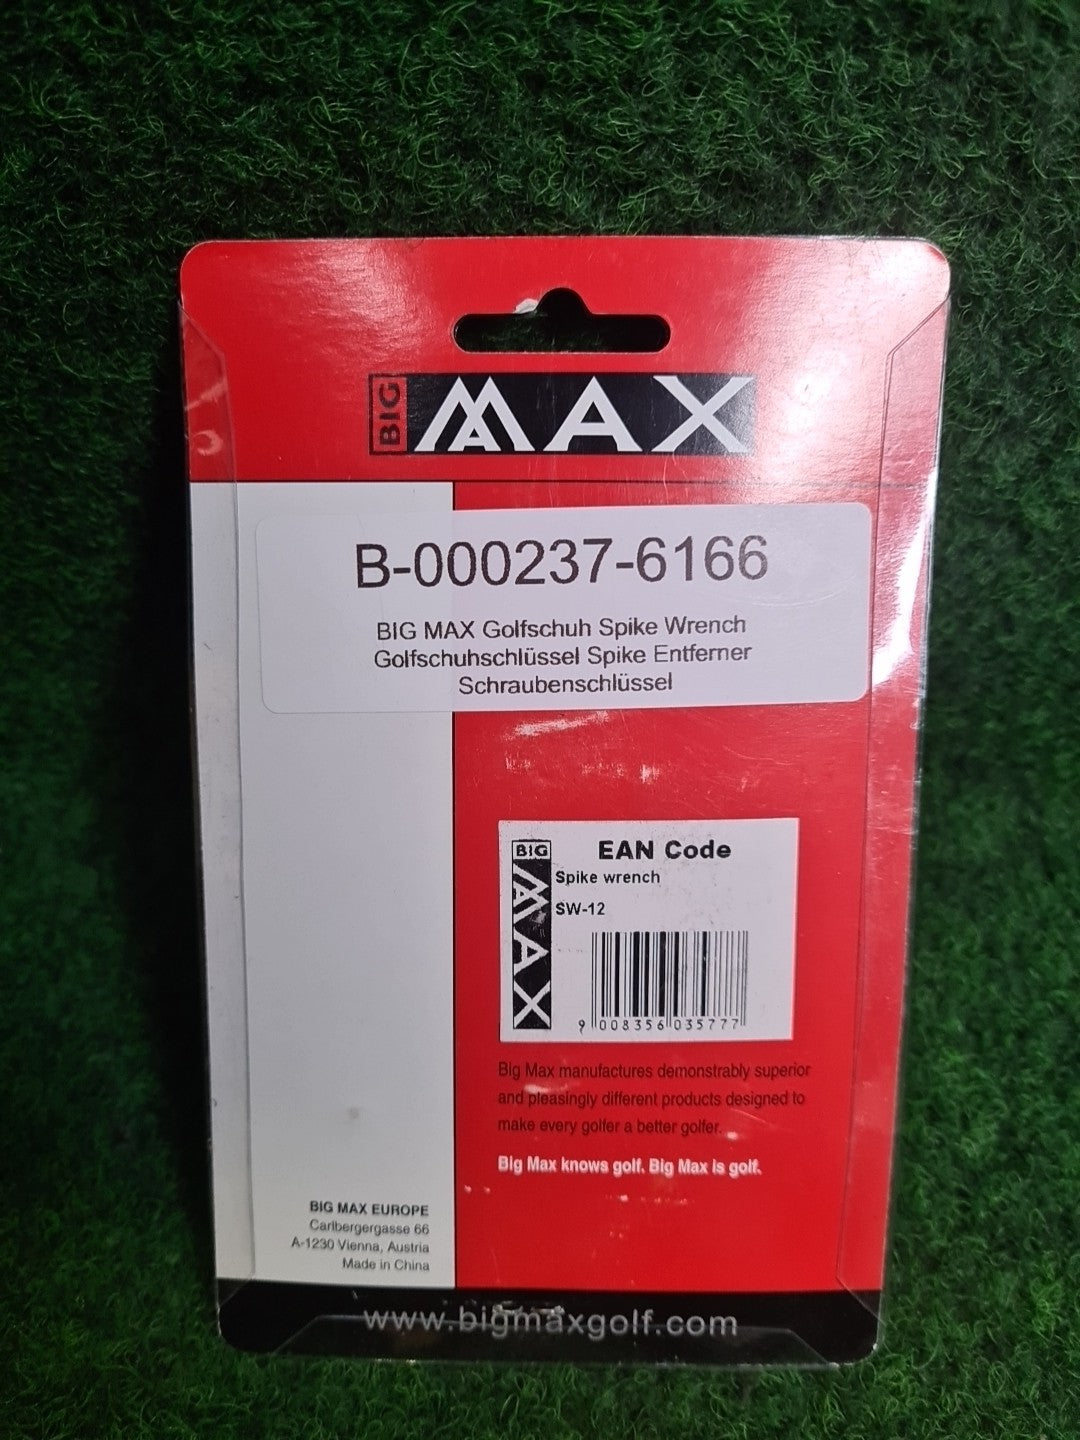 BIG MAX
B-000237-6166
BIG MAX Golfschuh Spike Wrench
Golfschuhschlüssel Spike Entferner
Schraubenschlüssel
BIG MAX
EAN Code
Spike wrench
SW-12
9 008356 035777
Big Max manufactures demonstrably superior
and pleasingly different products designed to
make every golfer a better golfer.
Big Max knows golf. Big Max is golf.
BIG MAX EUROPE
Carlbergergasse 66
A-1230 Vienna, Austria
Made in China
www.bigmaxgolf.com